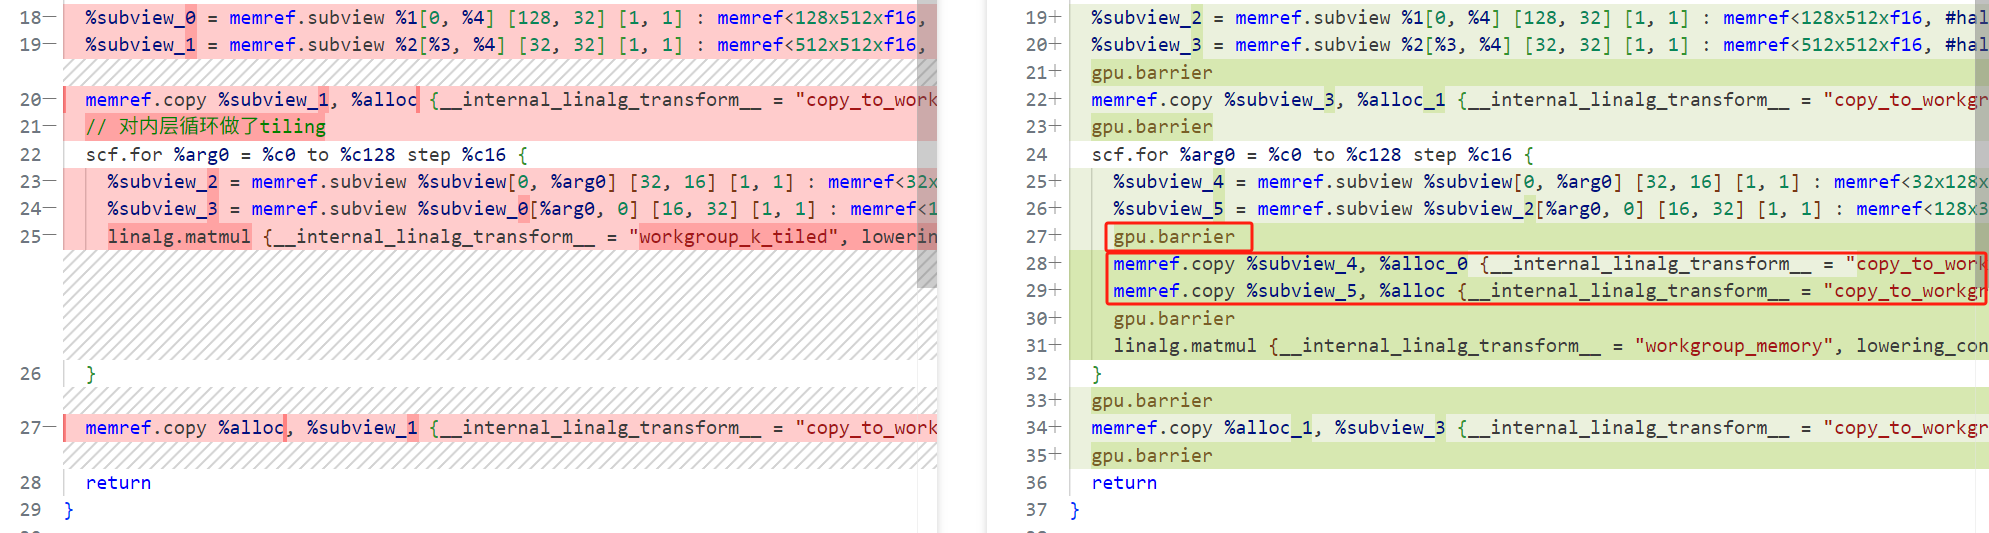 18− %subview_0 = memref.subview %1[0, %4] [128, 32] [1, 1] : memref<128x512xf16,
19− %subview_1 = memref.subview %2[%3, %4] [32, 32] [1, 1] : memref<512x512xf16,
20− memref.copy %subview_1, %alloc {__internal_linalg_transform__ = "copy_to_work
21− // 对内层循环做了tiling
22 scf.for %arg0 = %c0 to %c128 step %c16 {
23− %subview_2 = memref.subview %subview[0, %arg0] [32, 16] [1, 1] : memref<32x
24− %subview_3 = memref.subview %subview_0[%arg0, 0] [16, 32] [1, 1] : memref<1
25− linalg.matmul {__internal_linalg_transform__ = "workgroup_k_tiled", lowerin
26 }
27− memref.copy %alloc, %subview_1 {__internal_linalg_transform__ = "copy_to_work
28 return
29 }
19+ %subview_2 = memref.subview %1[0, %4] [128, 32] [1, 1] : memref<128x512xf16, #hal
20+ %subview_3 = memref.subview %2[%3, %4] [32, 32] [1, 1] : memref<512x512xf16, #hal
21+ gpu.barrier
22+ memref.copy %subview_3, %alloc_1 {__internal_linalg_transform__ = "copy_to_workgr
23+ gpu.barrier
24 scf.for %arg0 = %c0 to %c128 step %c16 {
25+ %subview_4 = memref.subview %subview[0, %arg0] [32, 16] [1, 1] : memref<32x128x
26+ %subview_5 = memref.subview %subview_2[%arg0, 0] [16, 32] [1, 1] : memref<128x3
27+ gpu.barrier
28+ memref.copy %subview_4, %alloc_0 {__internal_linalg_transform__ = "copy_to_work
29+ memref.copy %subview_5, %alloc {__internal_linalg_transform__ = "copy_to_workgr
30+ gpu.barrier
31+ linalg.matmul {__internal_linalg_transform__ = "workgroup_memory", lowering_con
32 }
33+ gpu.barrier
34+ memref.copy %alloc_1, %subview_3 {__internal_linalg_transform__ = "copy_to_workgr
35+ gpu.barrier
36 return
37 }